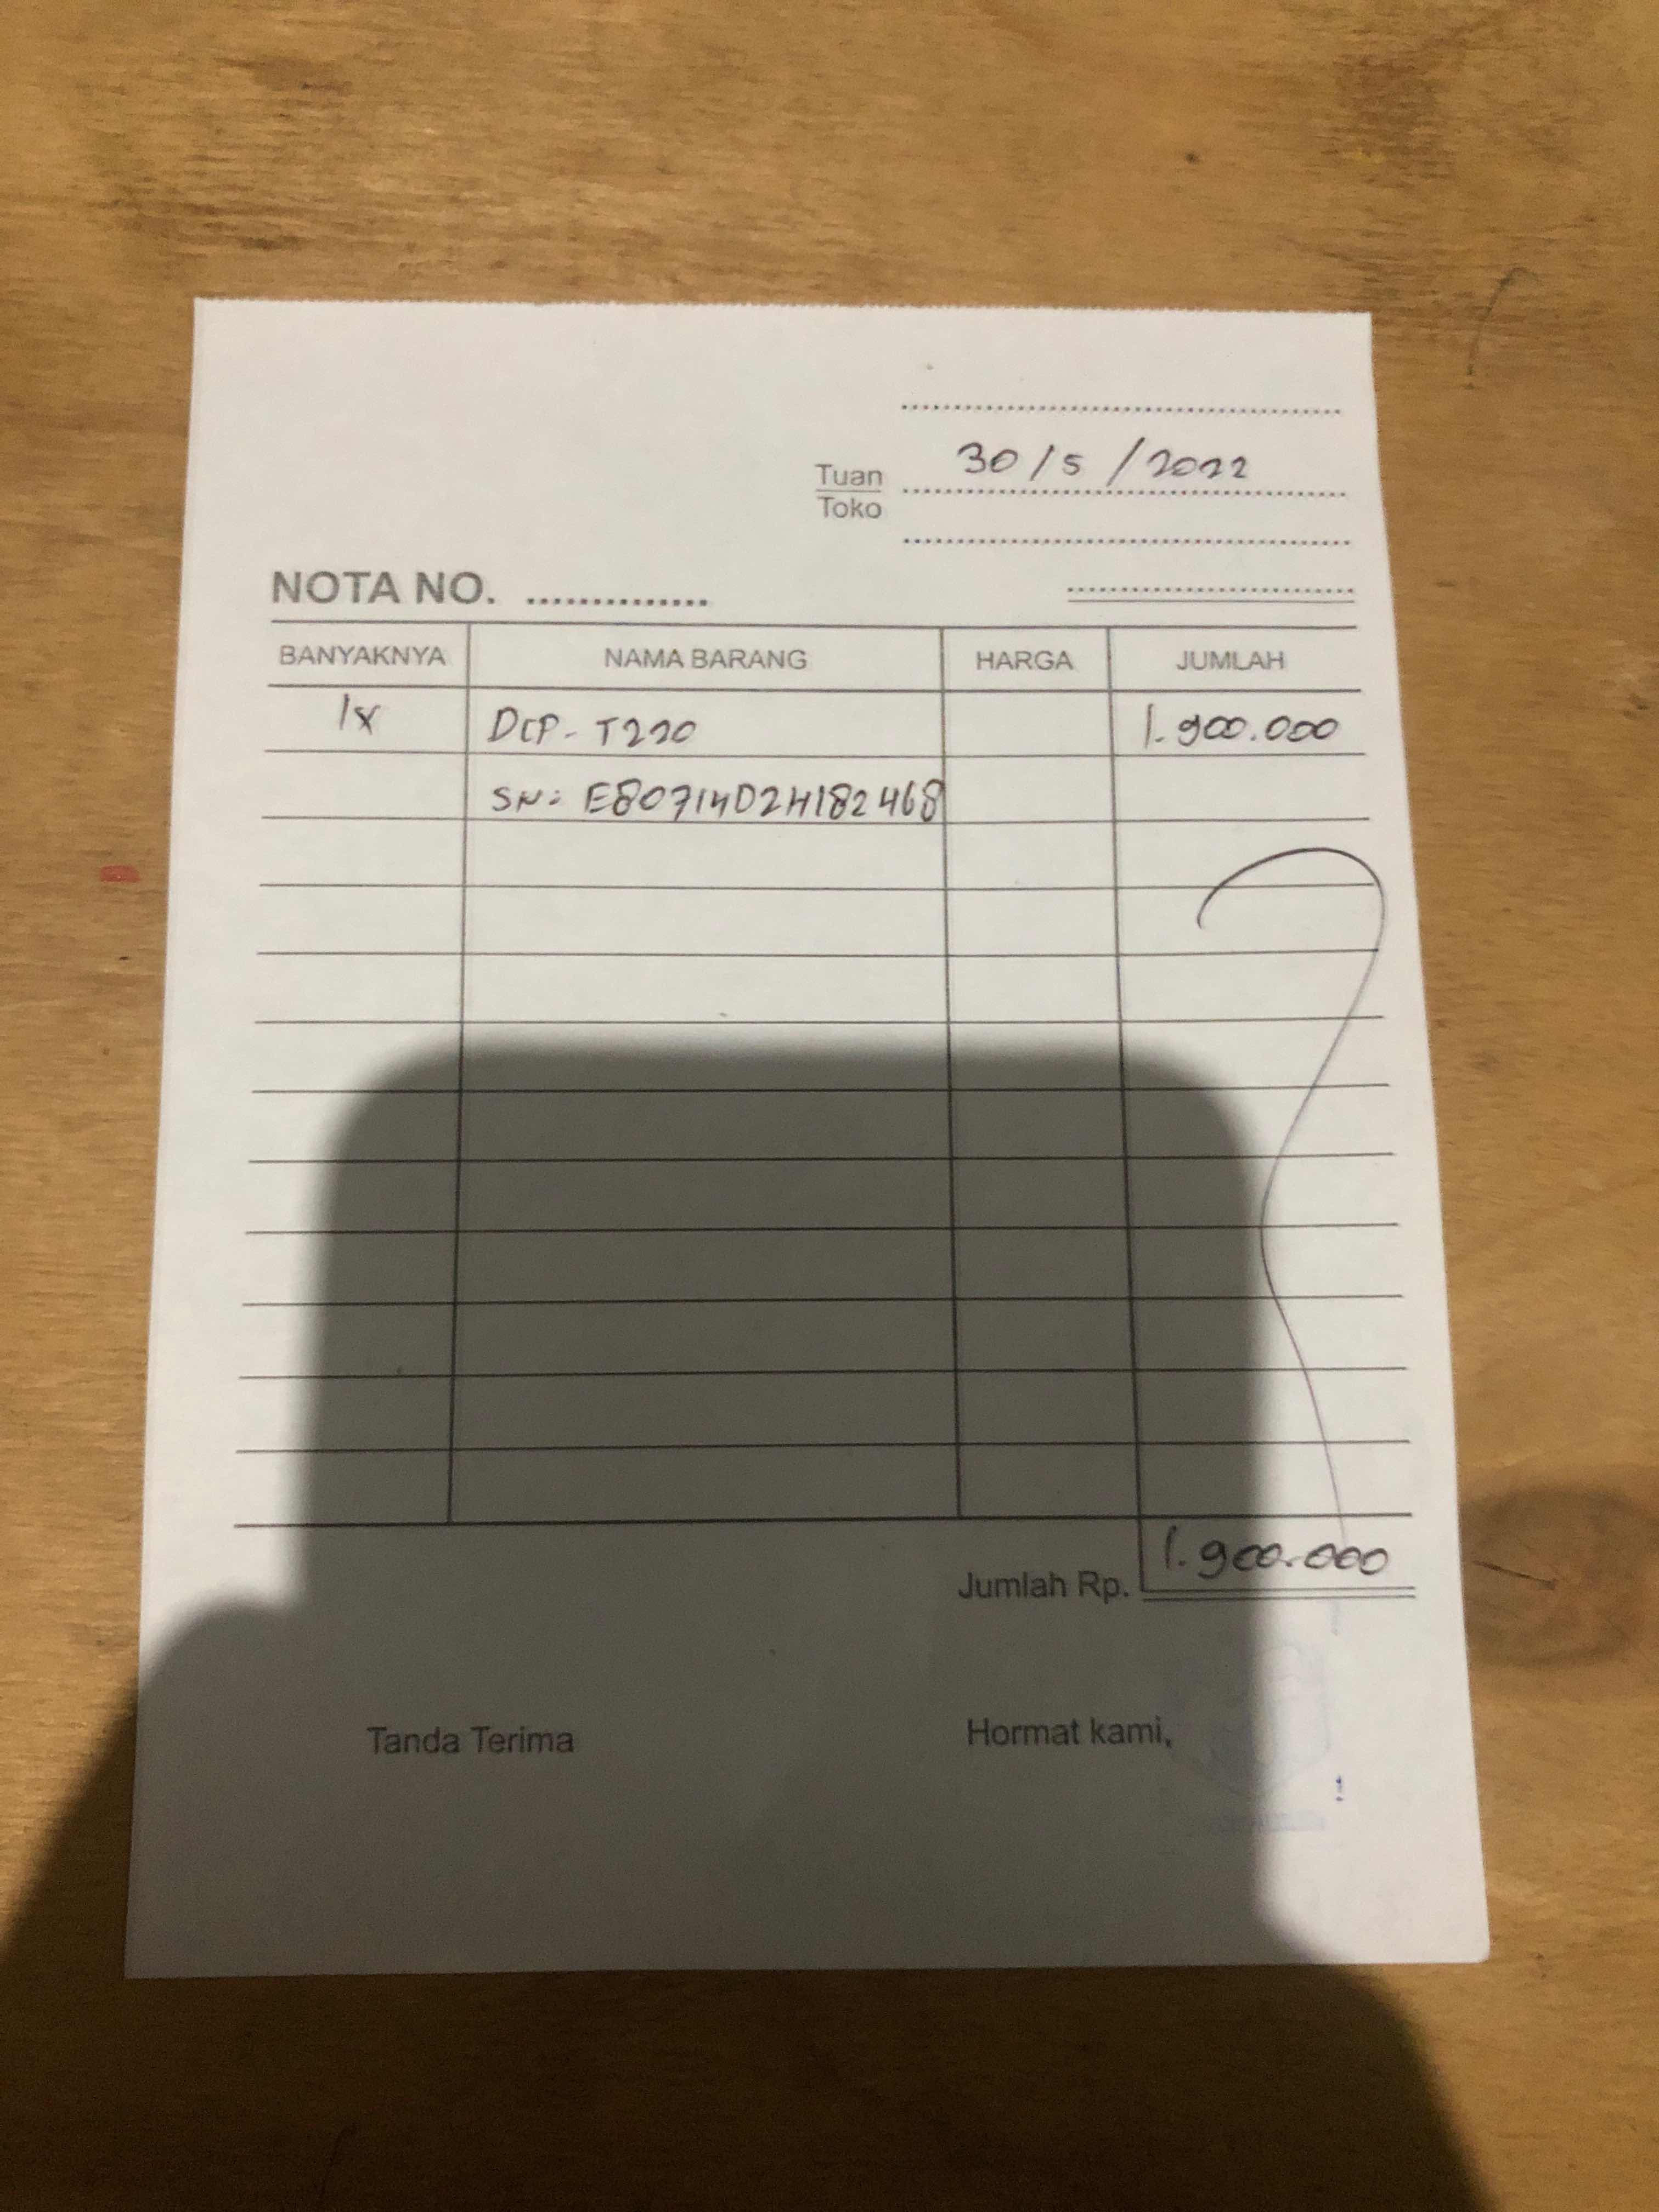 30/5/2022
Tuan
Toko
NOTA NO. ..............
BANYAKNYA NAMA BARANG HARGA JUMLAH
1x DCP-T220 1.900.000
SN: E80714D2H182468
Jumlah Rp. 1.900.000
Tanda Terima Hormat kami,